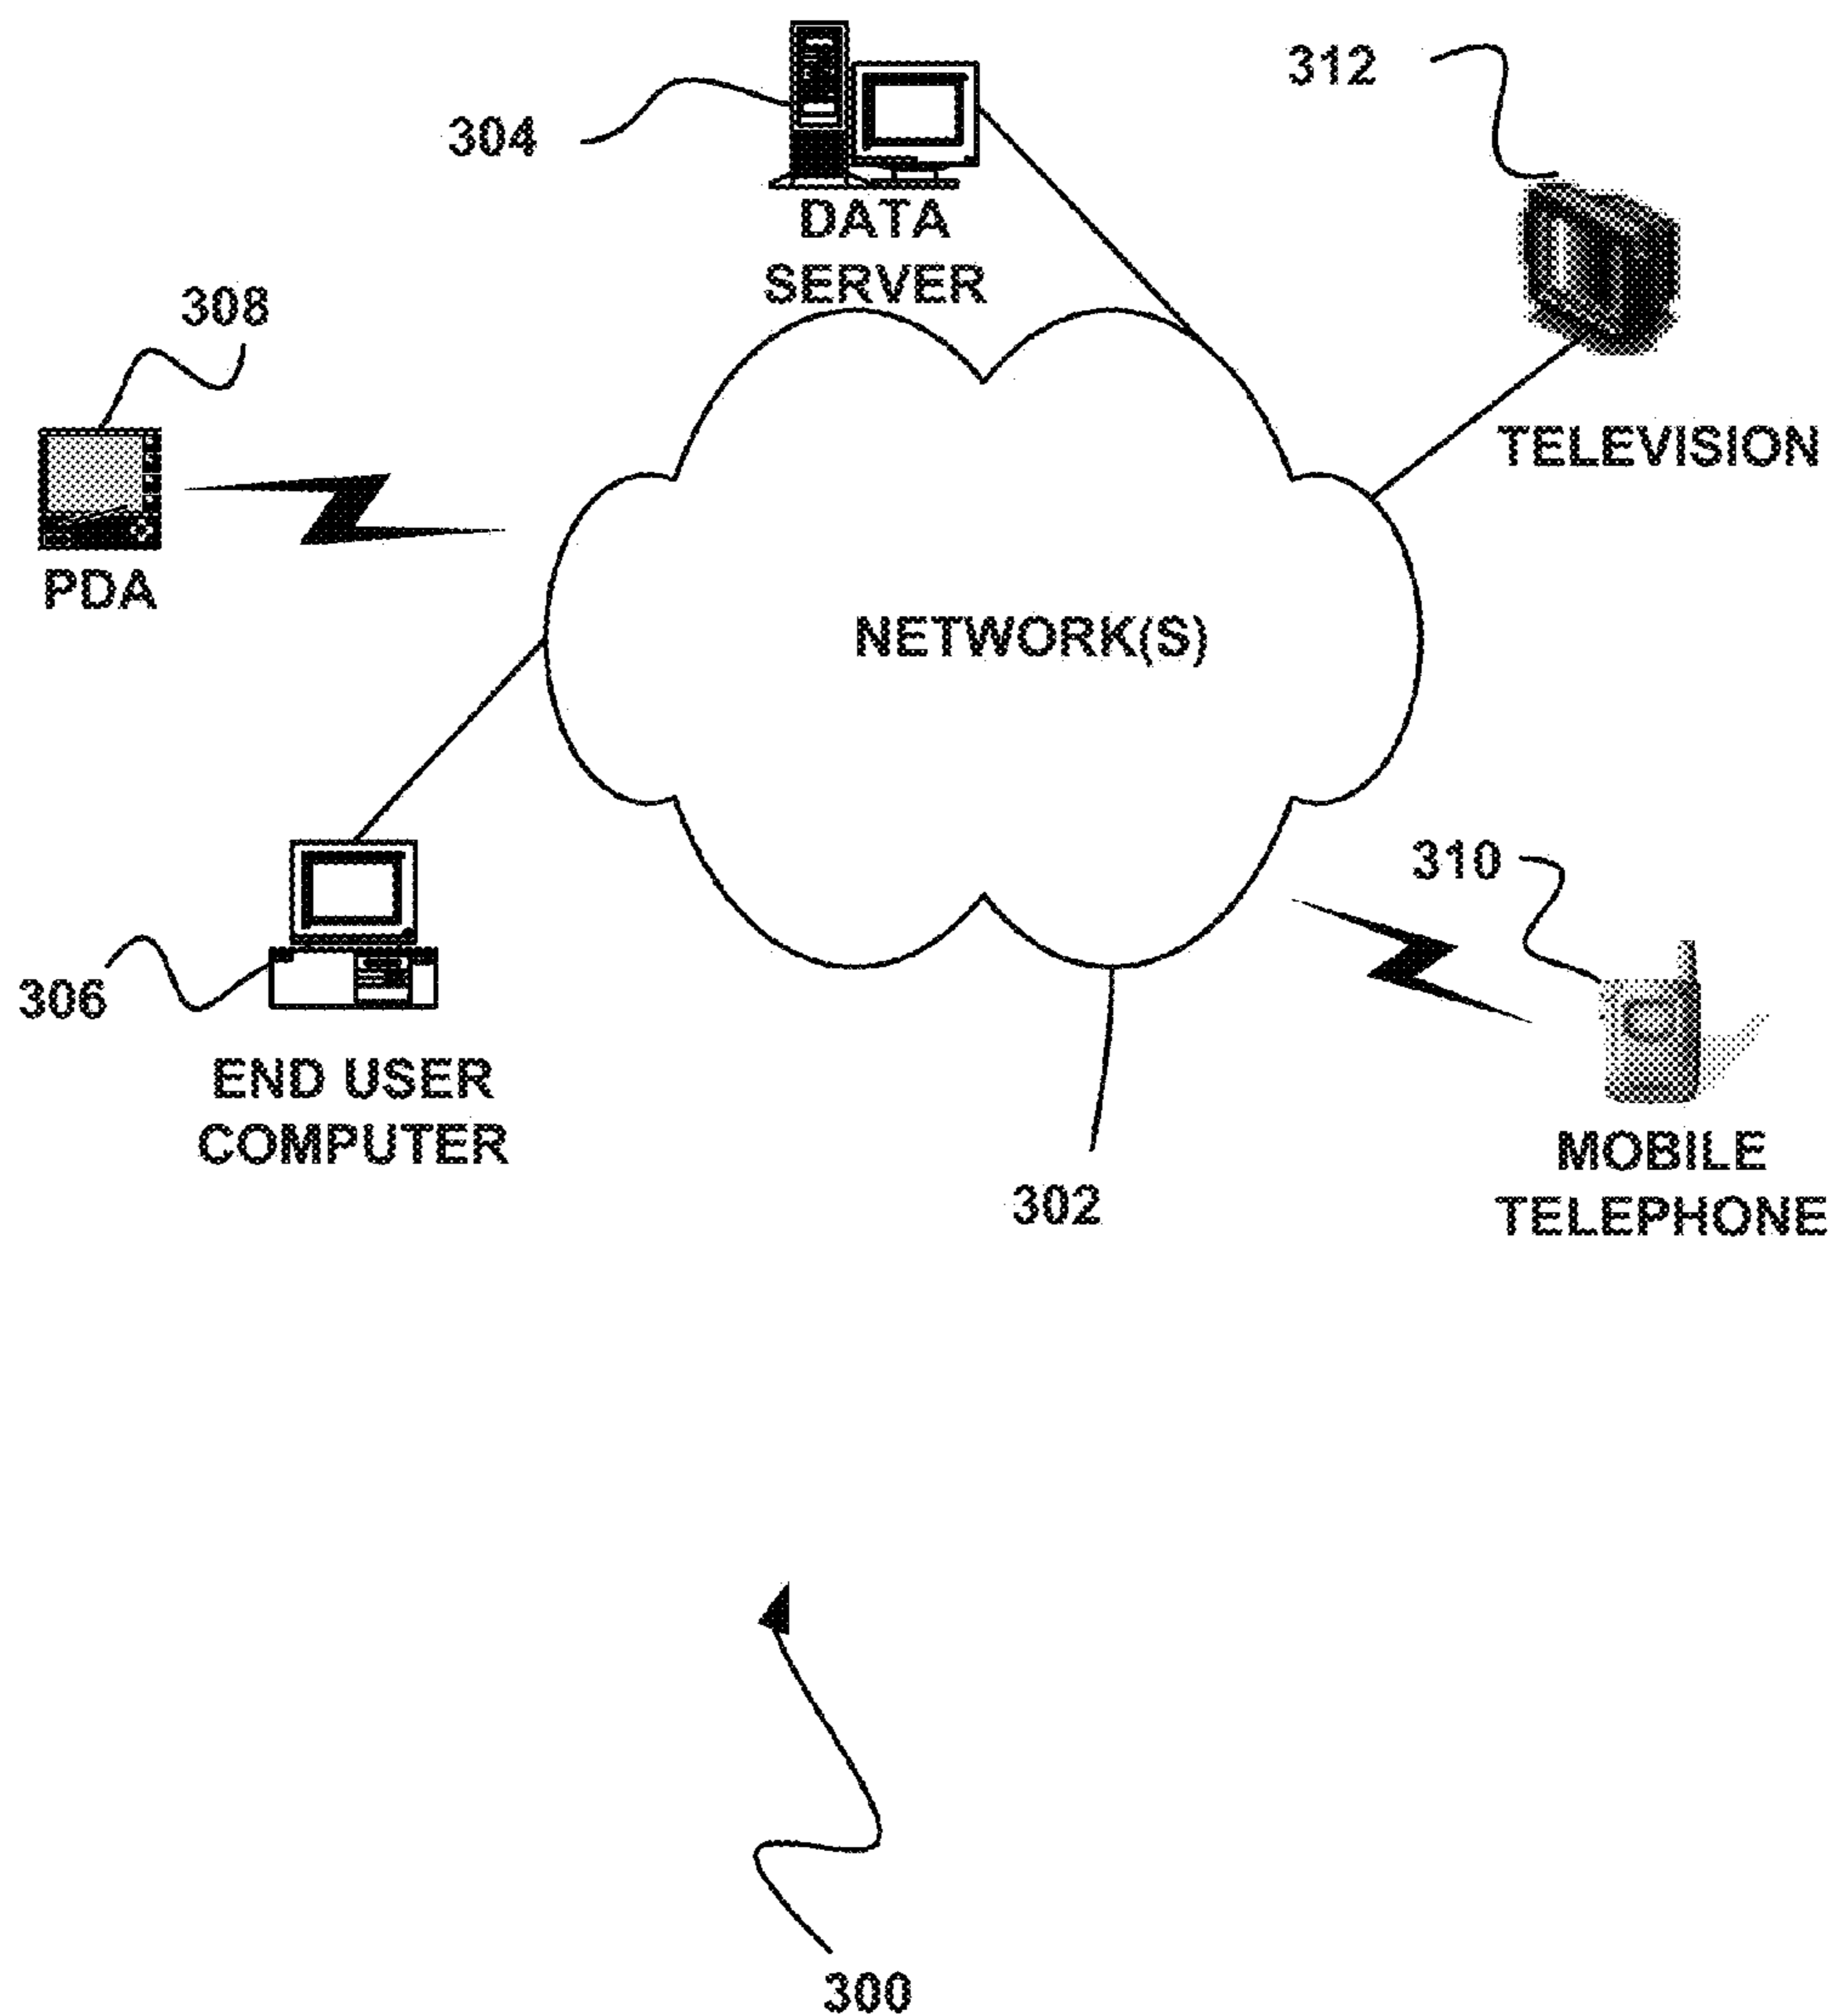 312
304
DATA
SERVER
308
TELEVISION
PDA
NETWORK(S)
310
306
END USER
COMPUTER
MOBILE
TELEPHONE
302
300